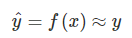 ŷ = f(x) ≈ y